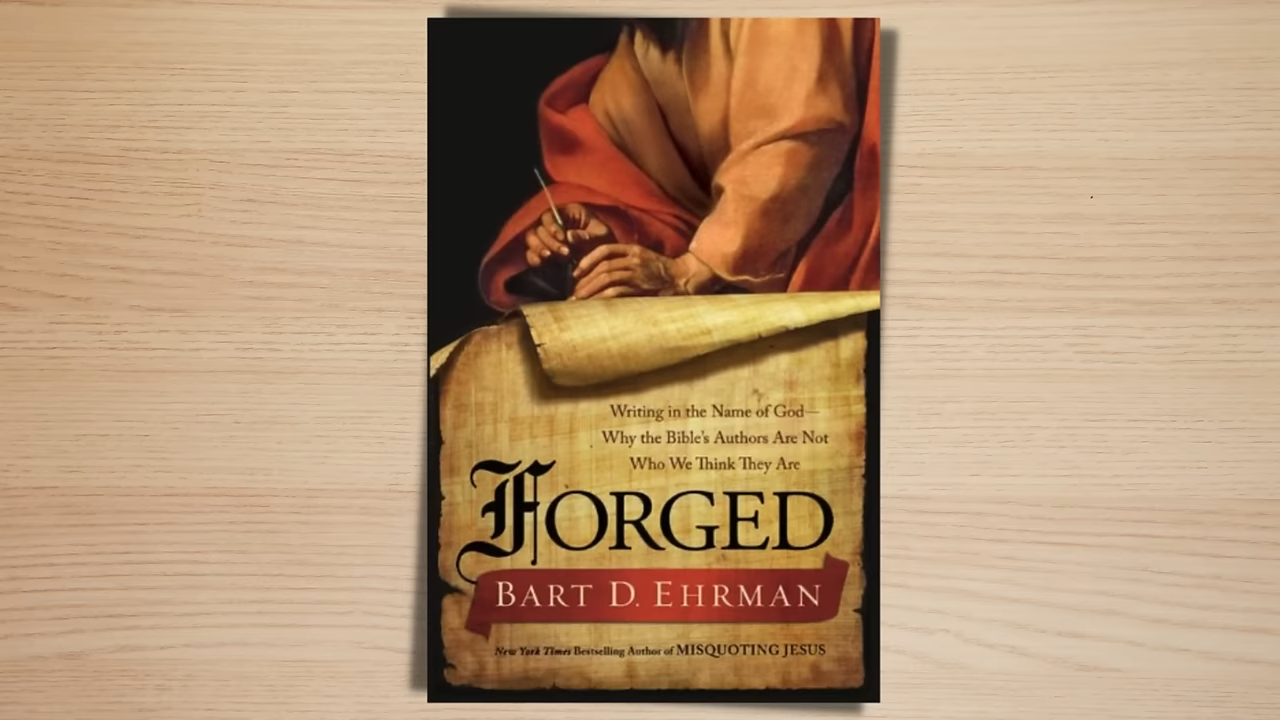 Writing in the Name of God—
Why the Bible's Authors Are Not
Who We Think They Are
FORGED
BART D. EHRMAN
New York Times Bestselling Author of MISQUOTING JESUS